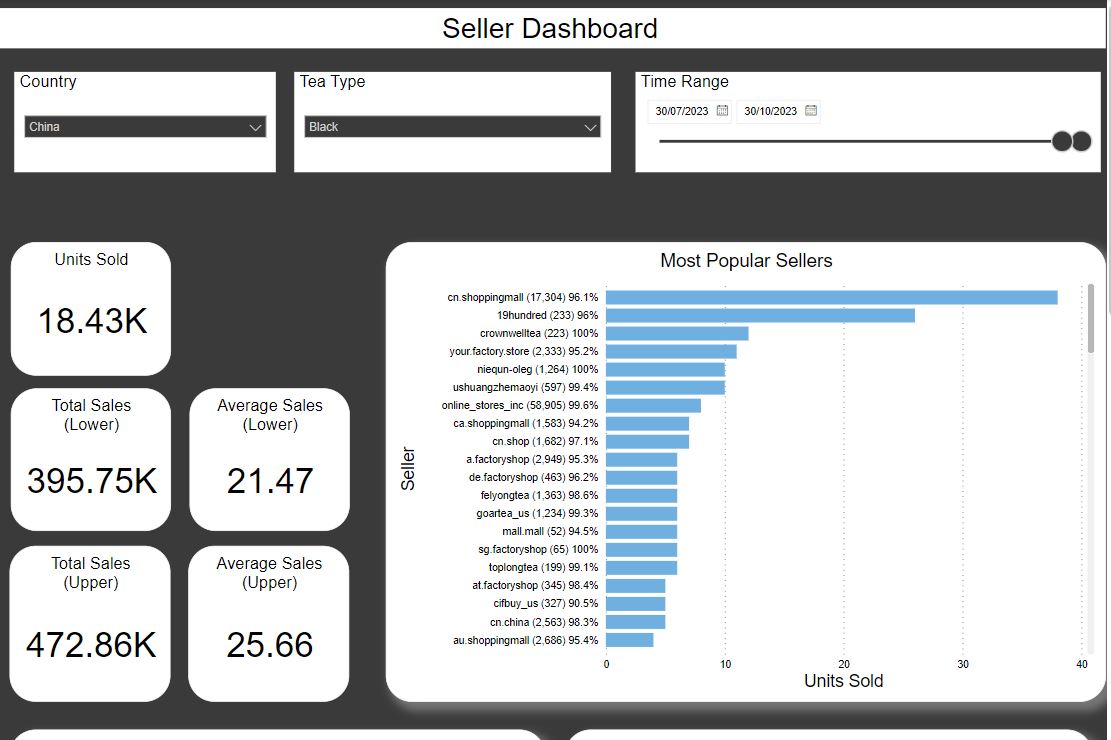 Seller Dashboard
Country
China
Tea Type
Black
Time Range
30/07/2023 30/10/2023
Units Sold
18.43K
Total Sales
(Lower)
395.75K
Average Sales
(Lower)
21.47
Total Sales
(Upper)
472.86K
Average Sales
(Upper)
25.66
Most Popular Sellers
Seller
cn.shoppingmall (17,304) 96.1%
19hundred (233) 96%
crownwelltea (223) 100%
your.factory.store (2,333) 95.2%
niequn-oleg (1,264) 100%
ushuangzhemaoyi (597) 99.4%
online_stores_inc (58,905) 99.6%
ca.shoppingmall (1,583) 94.2%
cn.shop (1,682) 97.1%
a.factoryshop (2,949) 95.3%
de.factoryshop (463) 96.2%
felyongtea (1,363) 98.6%
goartea_us (1,234) 99.3%
mall.mall (52) 94.5%
sg.factoryshop (65) 100%
toplongtea (199) 99.1%
at.factoryshop (345) 98.4%
cifbuy_us (327) 90.5%
cn.china (2,563) 98.3%
au.shoppingmall (2,686) 95.4%
0 10 20 30 40
Units Sold